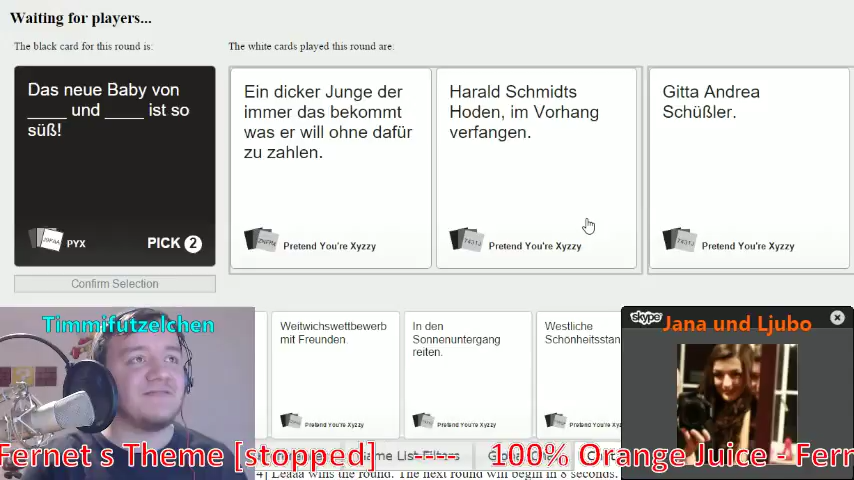 Waiting for players...
The black card for this round is:
The white cards played this round are:
Das neue Baby von
____ und ____ ist so
süß!
PYX
PICK 2
Ein dicker Junge der
immer das bekommt
was er will ohne dafür
zu zahlen.
Pretend You're Xyzzy
Harald Schmidts
Hoden, im Vorhang
verfangen.
Pretend You're Xyzzy
Gitta Andrea
Schüßler.
Pretend You're Xyzzy
Confirm Selection
Timmifutzelchen
Weitwichswettbewerb
mit Freunden.
Pretend You're Xyzzy
In den
Sonnenuntergang
reiten.
Pretend You're Xyzzy
Westliche
Pretend You're
skype
Jana und Ljubo
Game List Filters
Fernet s Theme [stopped] ----- 100% Orange Juice - Fern
wins the round. The next round will begin in 8 seconds.